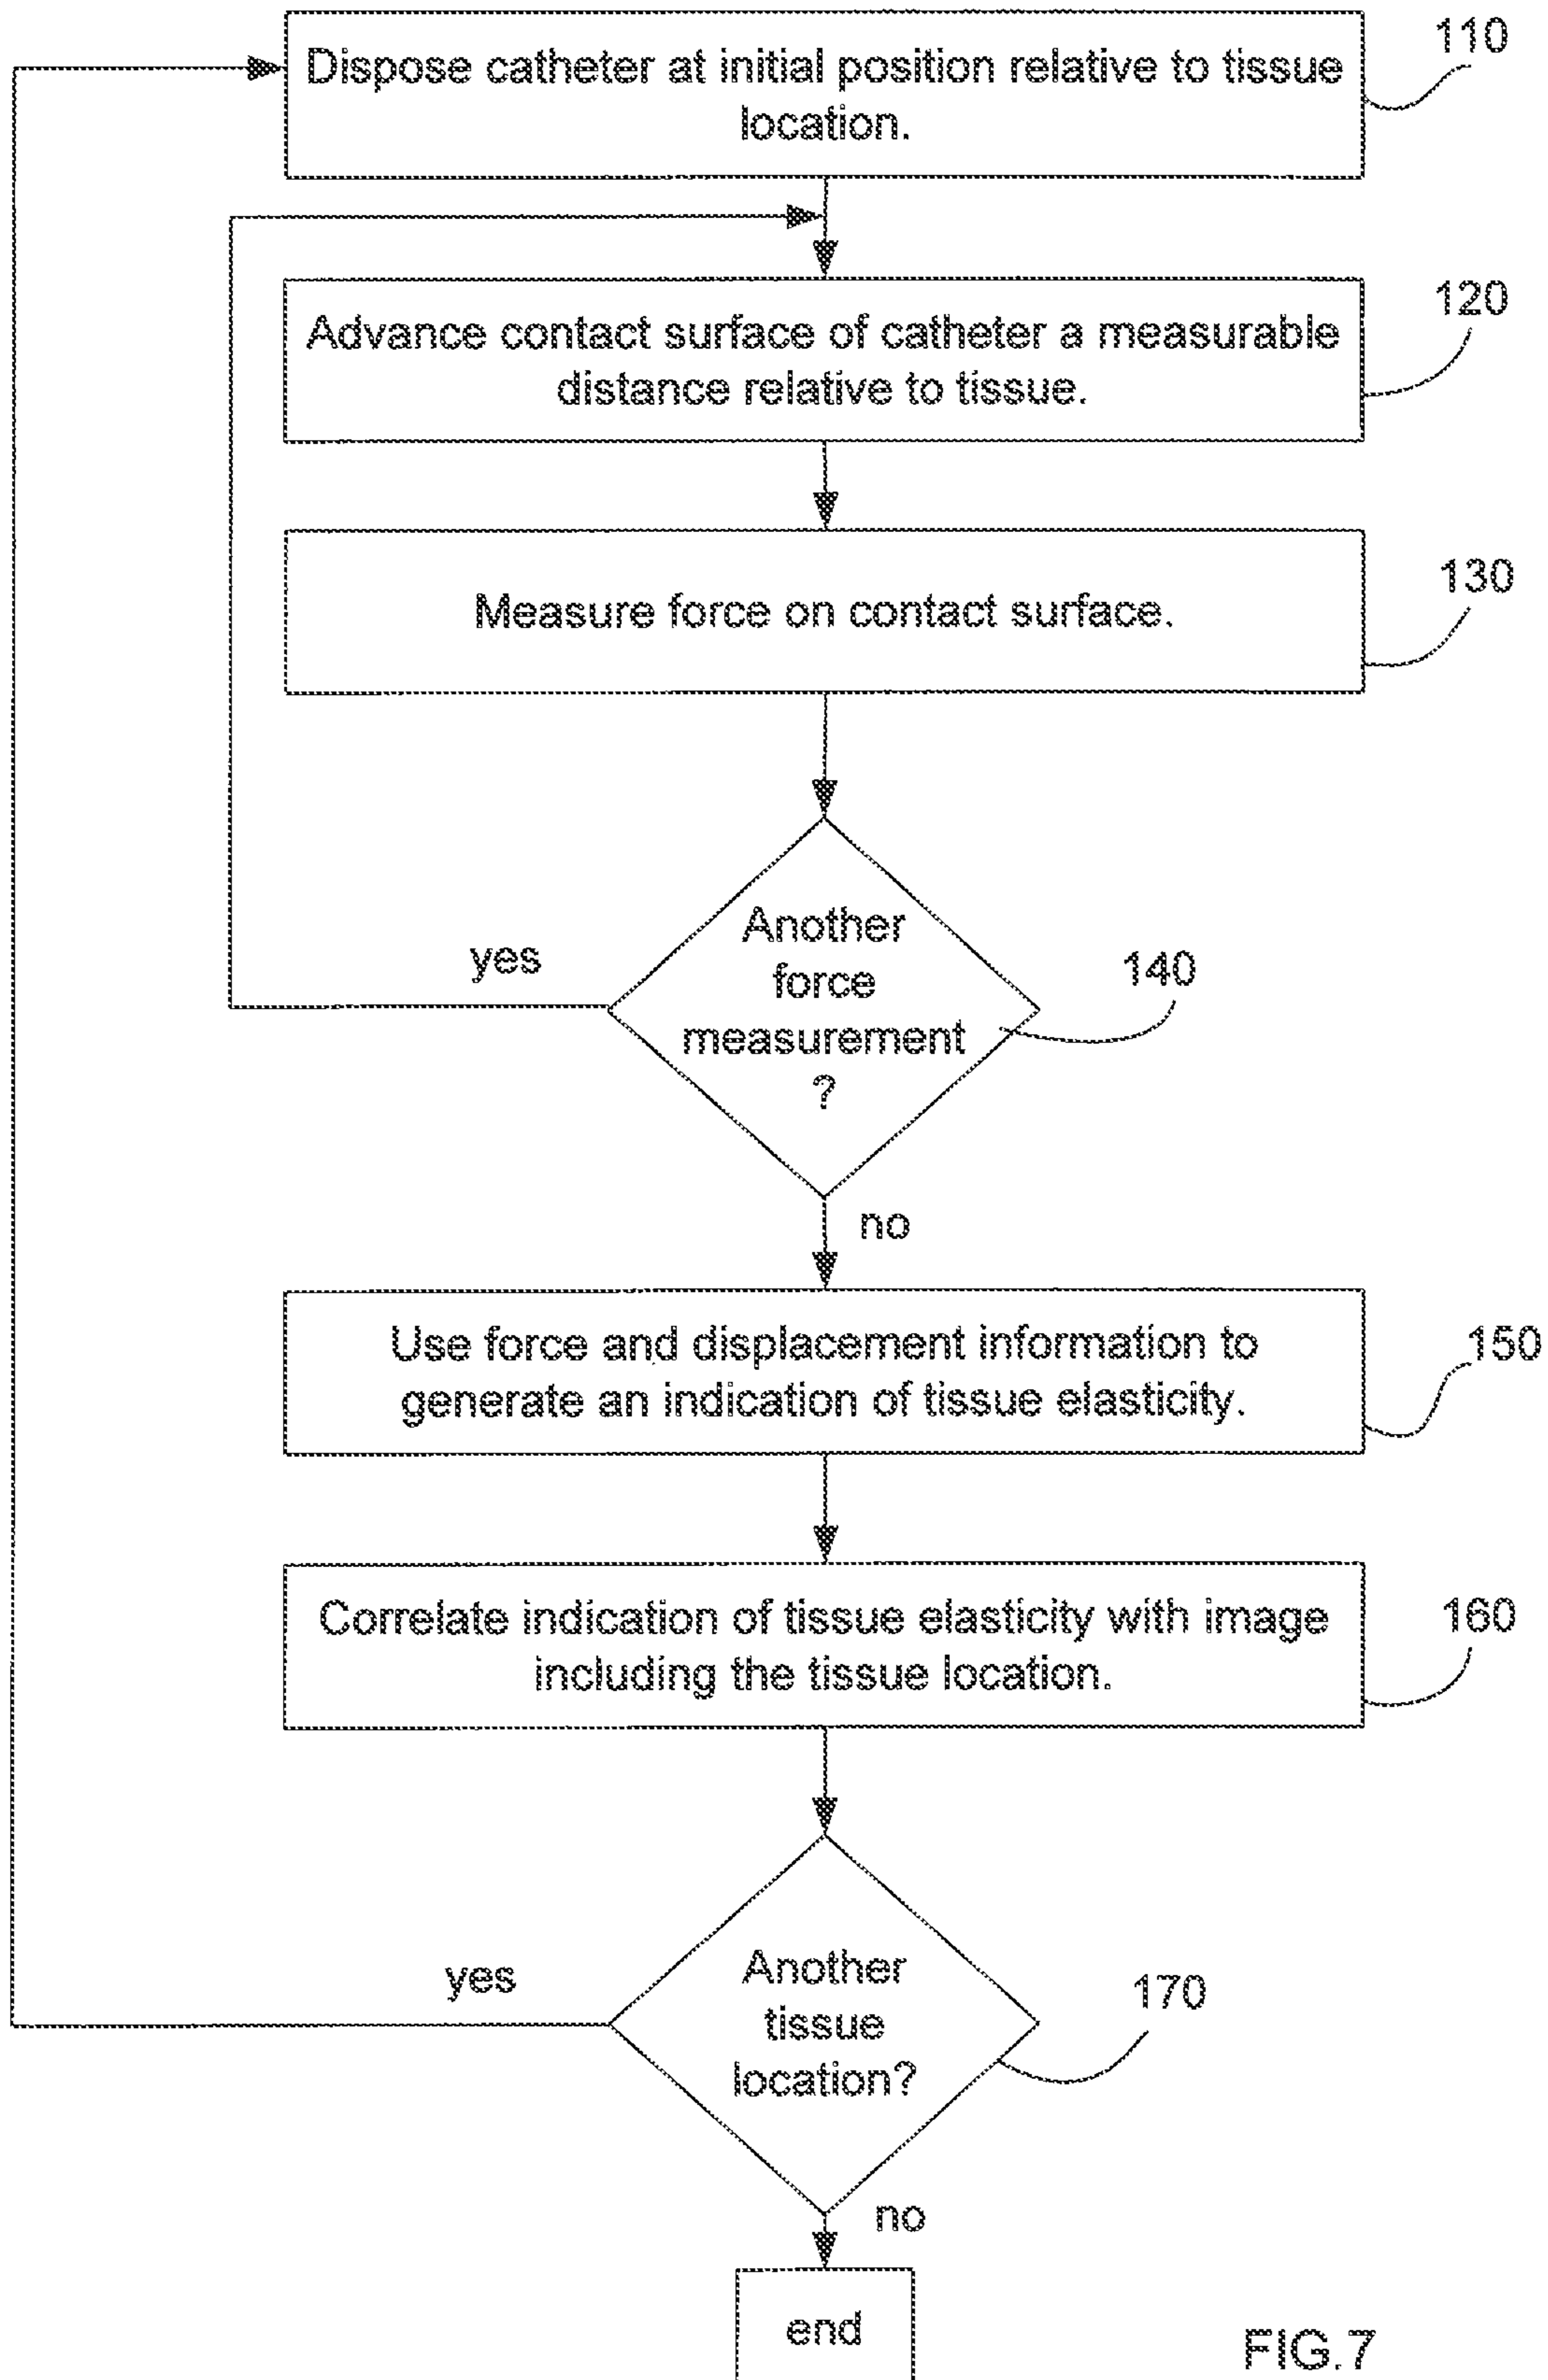 110
Dispose catheter at initial position relative to tissue
location.
120
Advance contact surface of catheter a measurable
distance relative to tissue.
130
Measure force on contact surface.
Another
force
measurement
?
yes
140
no
Use force and displacement information to
generate an indication of tissue elasticity.
150
Correlate indication of tissue elasticity with image
including the tissue location.
160
Another
tissue
location?
yes
170
no
end
FIG.7